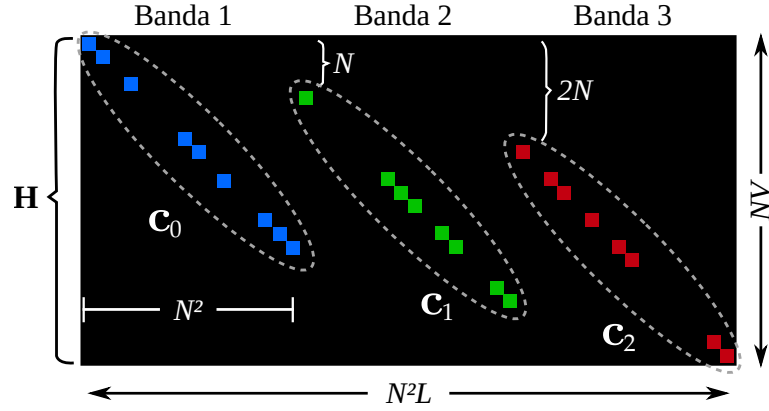 Banda 1
Banda 2
Banda 3
N
2N
H
c₀
NV
N²
c₁
c₂
N²L